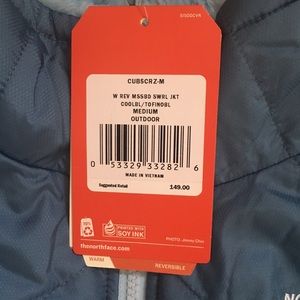 CUBSCRZ-M
W REV MSSBD SWRL JKT
COOLBL/TOFINOBL
MEDIUM
OUTDOOR
0 53329 33282 6
MADE IN VIETNAM
Suggested Retail 149.00
100%
PRINTED WITH
SOY INK
PHOTO: Jimmy Chin
thenorthface.com
WARM
REVERSIBLE